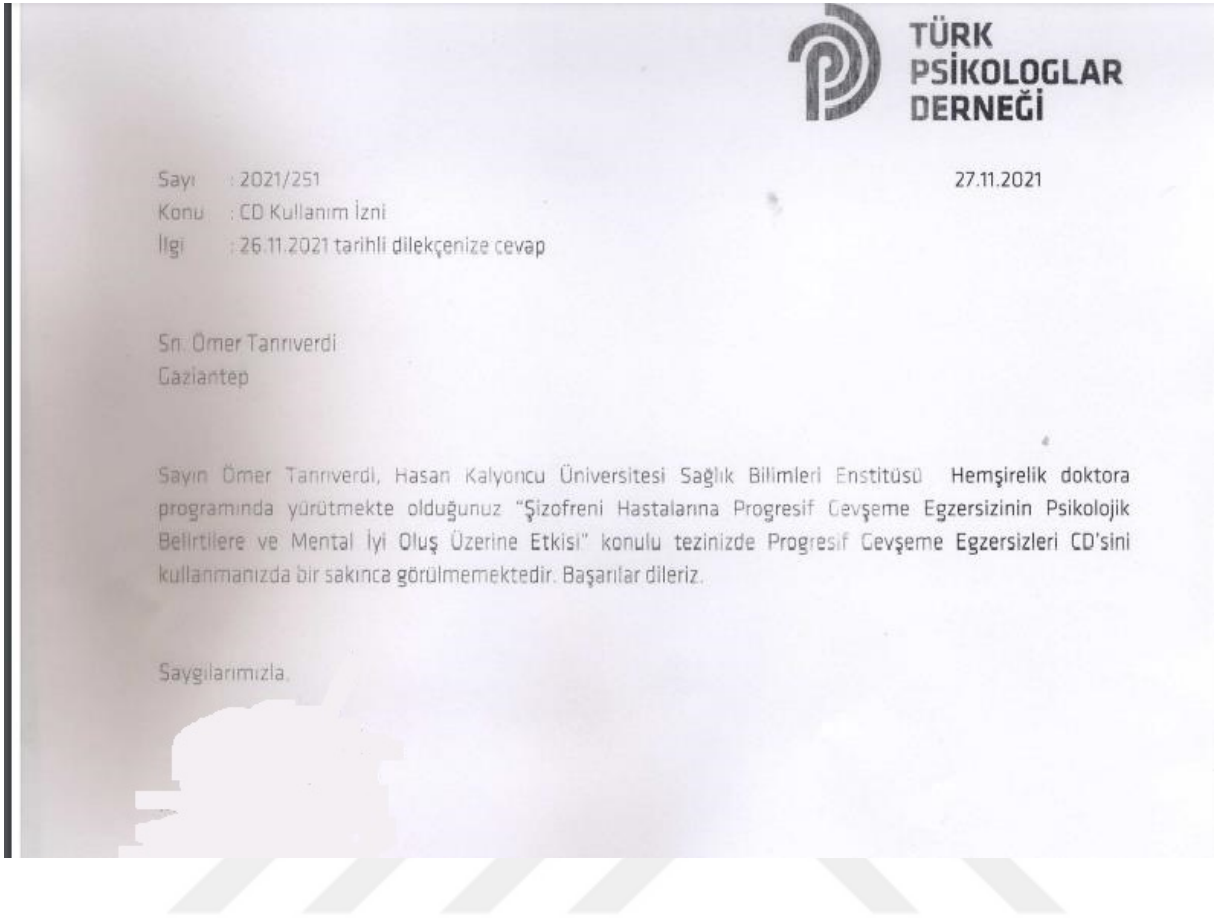 TÜRK
PSİKOLOGLAR
DERNEĞİ
Sayı : 2021/251
27.11.2021
Konu : CD Kullanım İzni
İlgi : 26.11.2021 tarihli dilekçenize cevap
Sn. Ömer Tanrıverdi
Gaziantep
Sayın Ömer Tanrıverdi, Hasan Kalyoncu Üniversitesi Sağlık Bilimleri Enstitüsü Hemşirelik doktora
programında yürütmekte olduğunuz “Şizofreni Hastalarına Progresif Gevşeme Egzersizinin Psikolojik
Belirtilere ve Mental İyi Oluş Üzerine Etkisi” konulu tezinizde Progresif Gevşeme Egzersizleri CD’sini
kullanmanızda bir sakınca görülmemektedir. Başarılar dileriz.
Saygılarımızla.